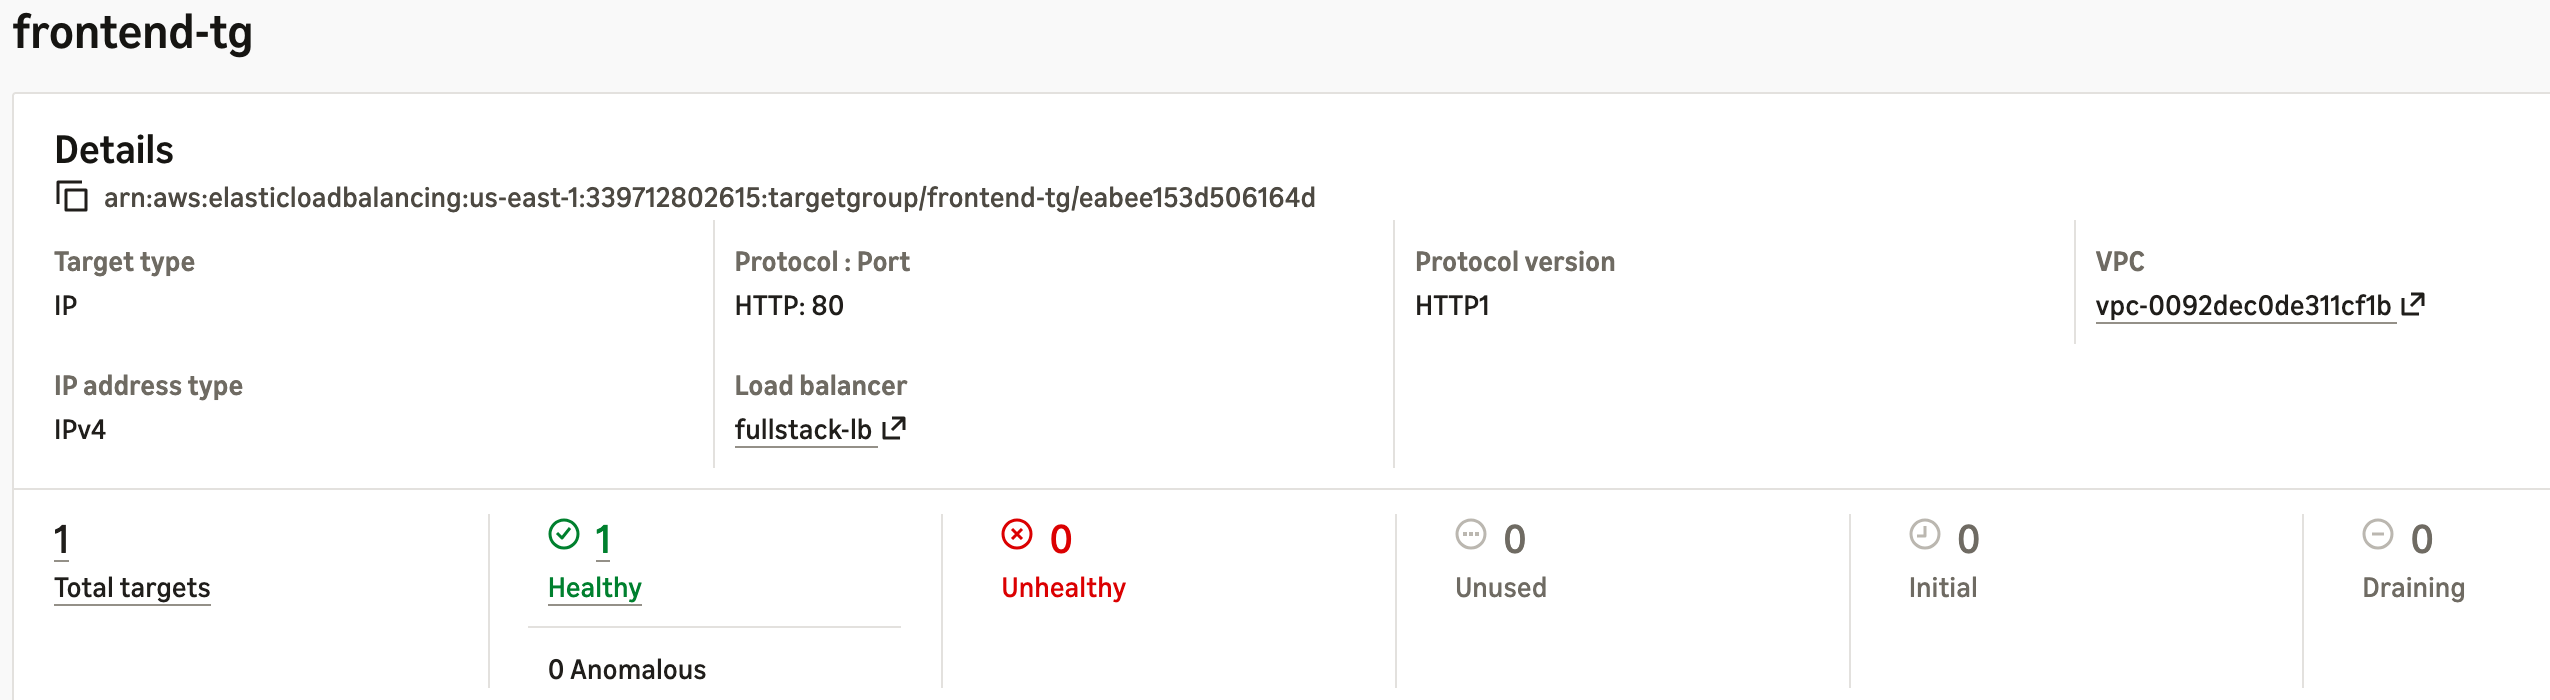 frontend-tg
Details
arn:aws:elasticloadbalancing:us-east-1:339712802615:targetgroup/frontend-tg/eabee153d506164d
Target type
IP
Protocol : Port
HTTP: 80
Protocol version
HTTP1
VPC
vpc-0092dec0de311cf1b
IP address type
IPv4
Load balancer
fullstack-lb
1
Total targets
1
Healthy
0 Anomalous
0
Unhealthy
0
Unused
0
Initial
0
Draining